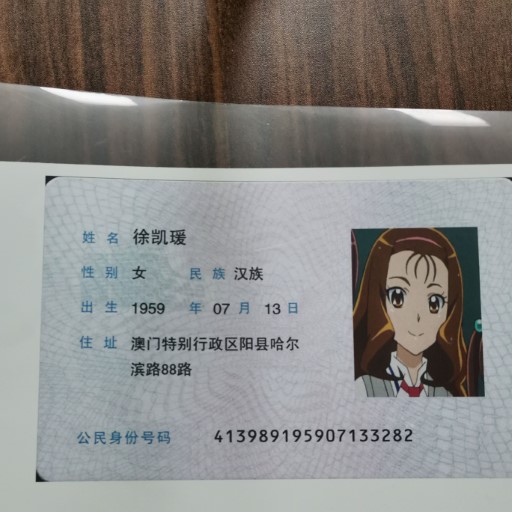 姓名 徐凯瑗
性别 女 民族 汉族
出生 1959 年 07 月 13 日
住址 澳门特别行政区阳县哈尔
滨路88路
公民身份号码 413989195907133282